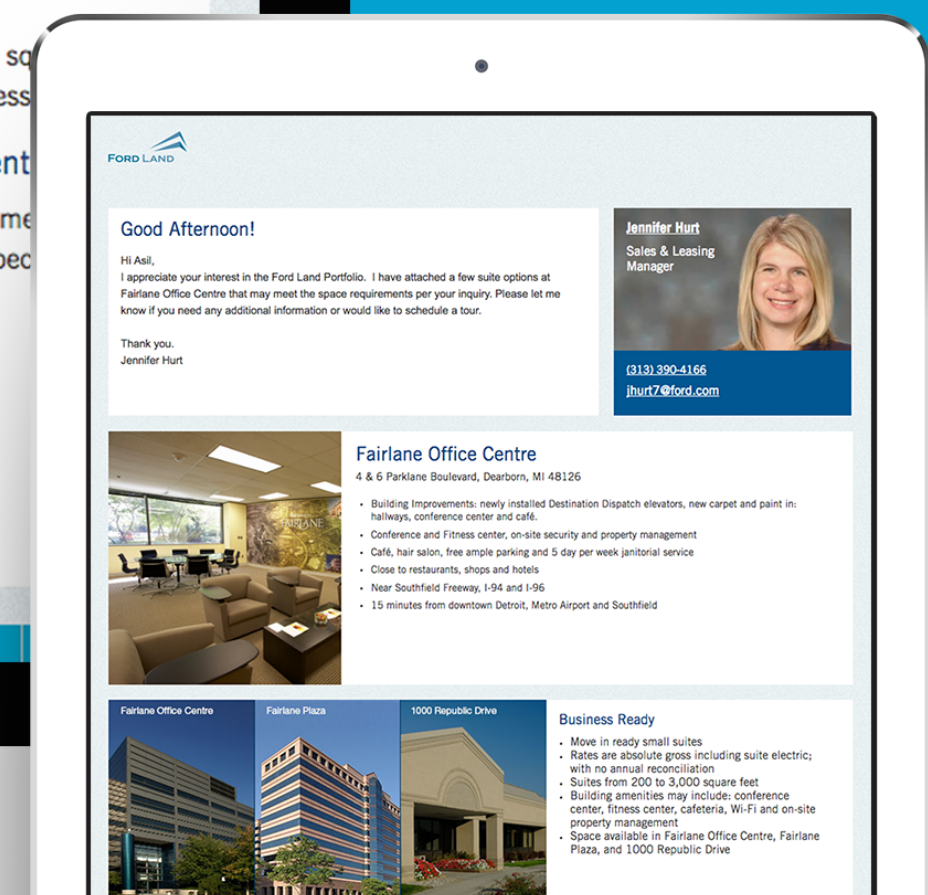 FORD LAND
Good Afternoon!
Hi Asil,
I appreciate your interest in the Ford Land Portfolio.  I have attached a few suite options at
Fairlane Office Centre that may meet the space requirements per your inquiry. Please let me
know if you need any additional information or would like to schedule a tour.
Thank you.
Jennifer Hurt
Jennifer Hurt
Sales & Leasing
Manager
(313) 390-4166
jhurt7@ford.com
FAIRLANE
Fairlane Office Centre
4 & 6 Parklane Boulevard, Dearborn, MI 48126
• Building Improvements: newly installed Destination Dispatch elevators, new carpet and paint in:
hallways, conference center and café.
• Conference and Fitness center, on-site security and property management
• Café, hair salon, free ample parking and 5 day per week janitorial service
• Close to restaurants, shops and hotels
• Near Southfield Freeway, I-94 and I-96
• 15 minutes from downtown Detroit, Metro Airport and Southfield
Fairlane Office Centre
Fairlane Plaza
1000 Republic Drive
Business Ready
• Move in ready small suites
• Rates are absolute gross including suite electric;
with no annual reconciliation
• Suites from 200 to 3,000 square feet
• Building amenities may include: conference
center, fitness center, cafeteria, Wi-Fi and on-site
property management
• Space available in Fairlane Office Centre, Fairlane
Plaza, and 1000 Republic Drive